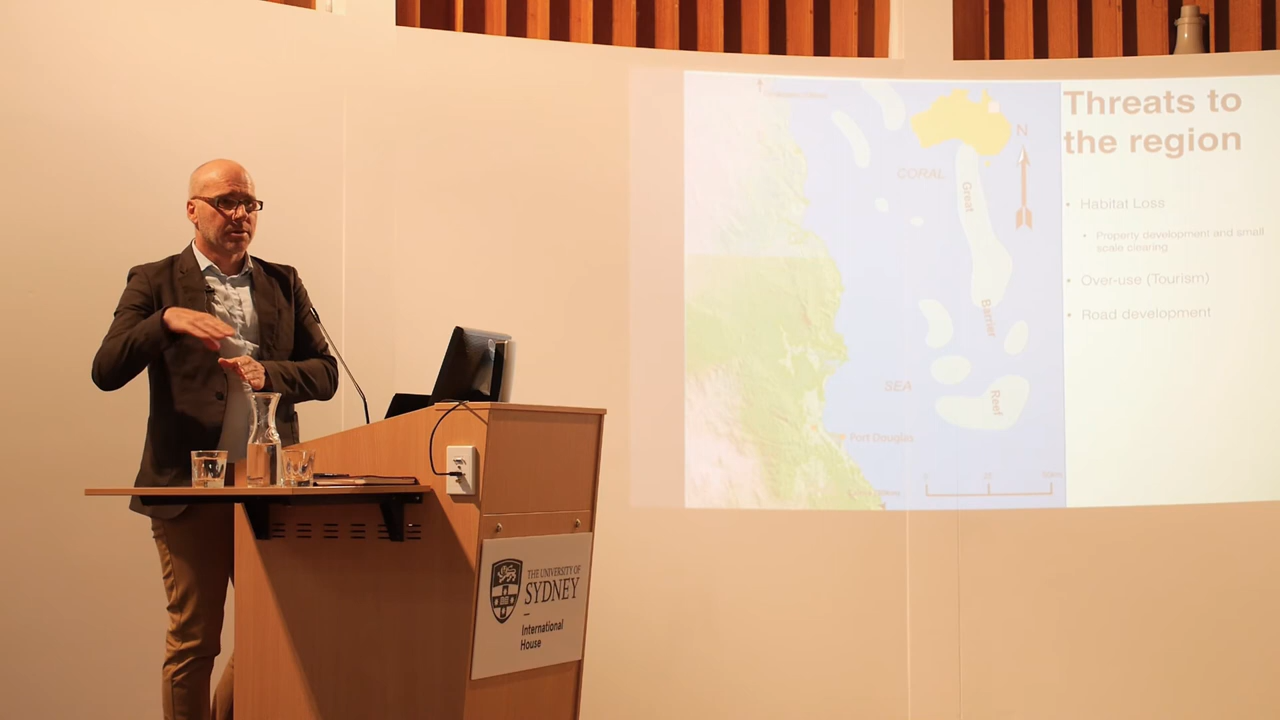 Threats to
the region
N
CORAL
Great
• Habitat Loss
• Property development and small
scale clearing
• Over-use (Tourism)
• Road development
Barrier
SEA
Reef
Port Douglas
0
THE UNIVERSITY OF
SYDNEY
International
House